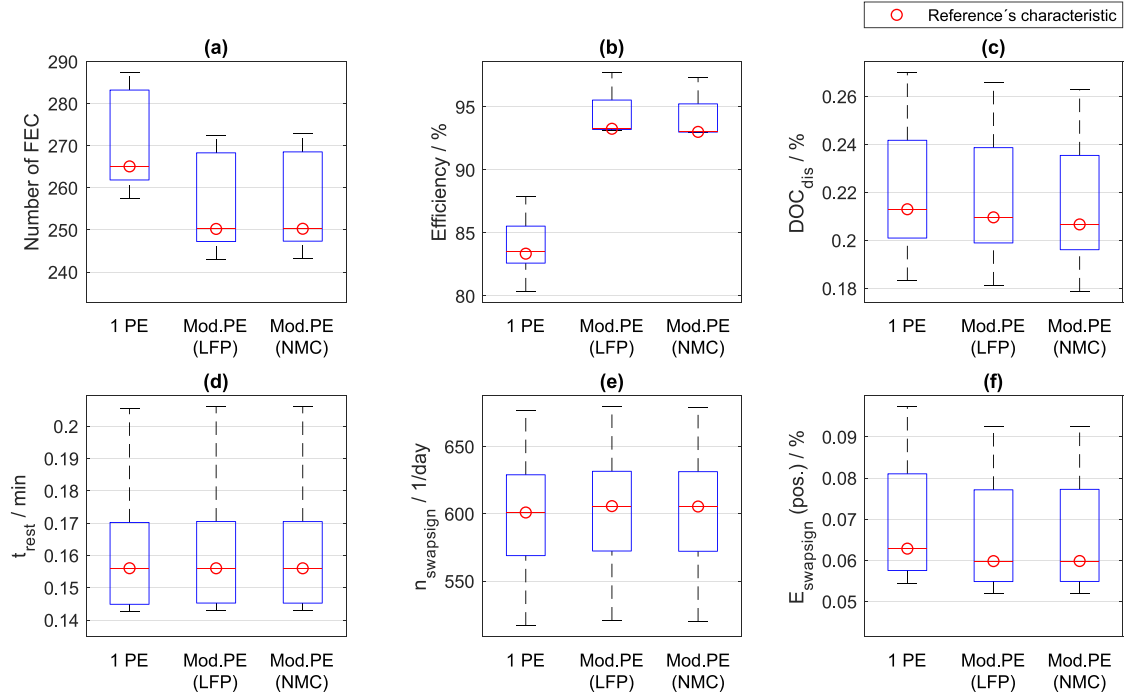 Reference´s characteristic
(a)
Number of FEC
290
280
270
260
250
240
1 PE
Mod.PE
(LFP)
Mod.PE
(NMC)
(b)
Efficiency / %
95
90
85
80
1 PE
Mod.PE
(LFP)
Mod.PE
(NMC)
(c)
DOC_dis / %
0.26
0.24
0.22
0.2
0.18
1 PE
Mod.PE
(LFP)
Mod.PE
(NMC)
(d)
t_rest / min
0.2
0.19
0.18
0.17
0.16
0.15
0.14
1 PE
Mod.PE
(LFP)
Mod.PE
(NMC)
(e)
n_swapsign / 1/day
650
600
550
1 PE
Mod.PE
(LFP)
Mod.PE
(NMC)
(f)
E_swapsign (pos.) / %
0.09
0.08
0.07
0.06
0.05
1 PE
Mod.PE
(LFP)
Mod.PE
(NMC)